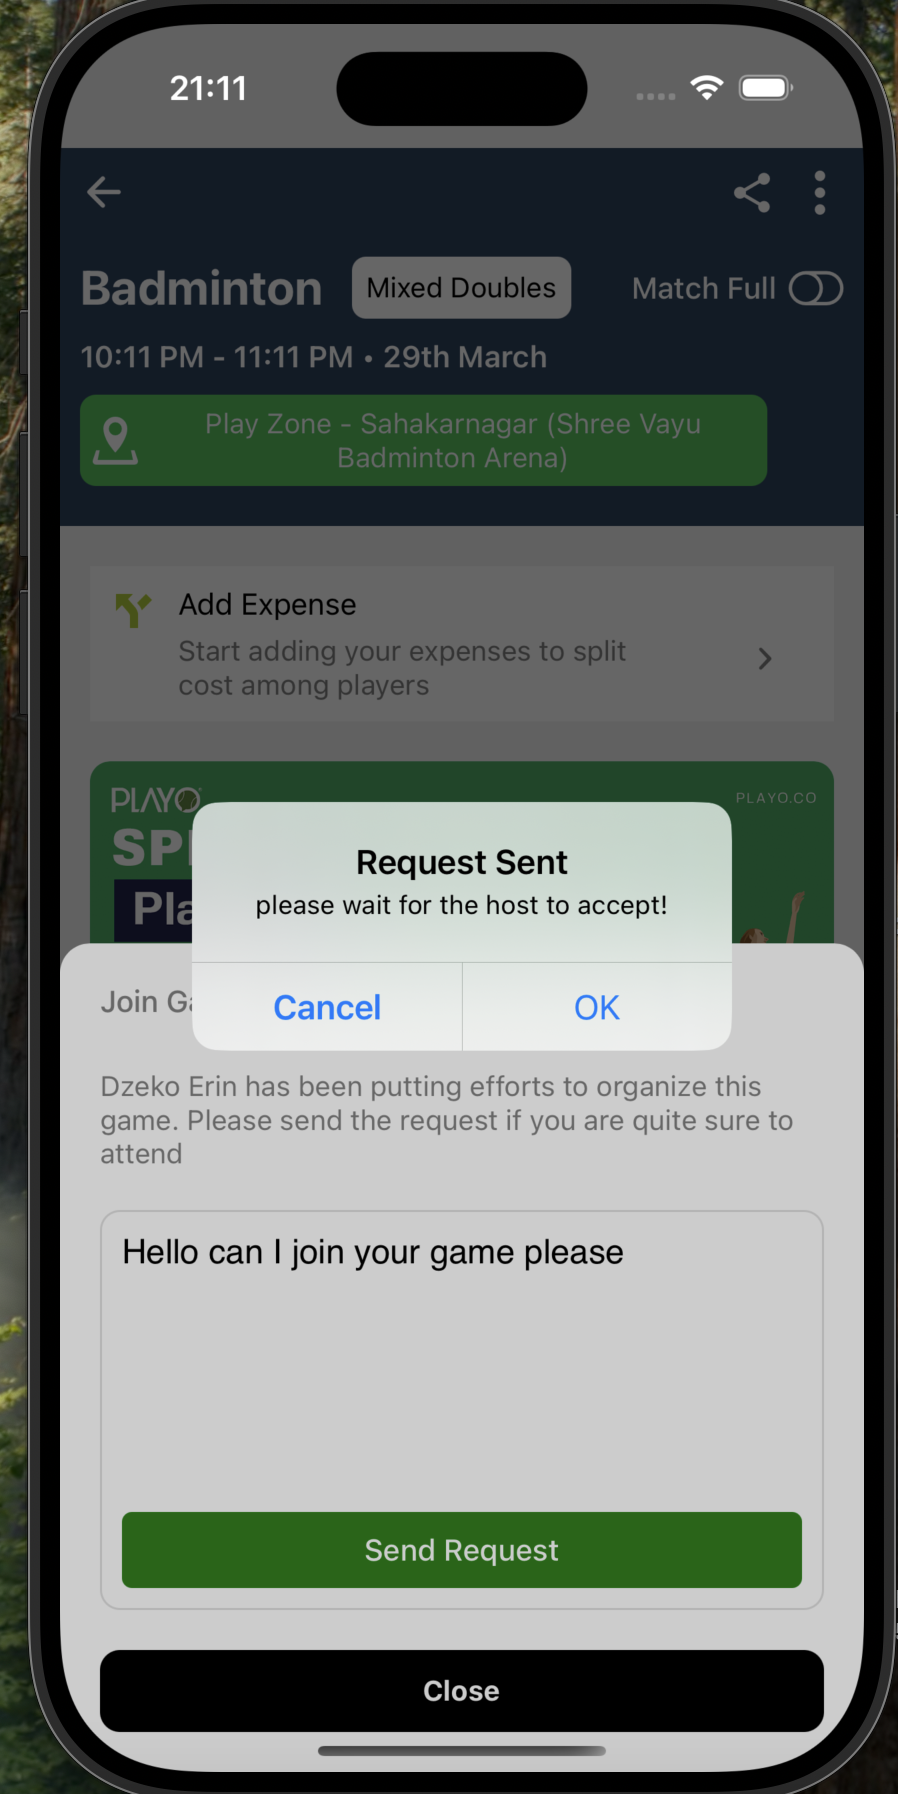 21:11
Badminton
Mixed Doubles
Match Full
10:11 PM - 11:11 PM • 29th March
Play Zone - Sahakarnagar (Shree Vayu
Badminton Arena)
Add Expense
Start adding your expenses to split
cost among players
PLAYO
PLAYO.CO
Request Sent
please wait for the host to accept!
Cancel
OK
Join
Dzeko Erin has been putting efforts to organize this
game. Please send the request if you are quite sure to
attend
Hello can I join your game please
Send Request
Close